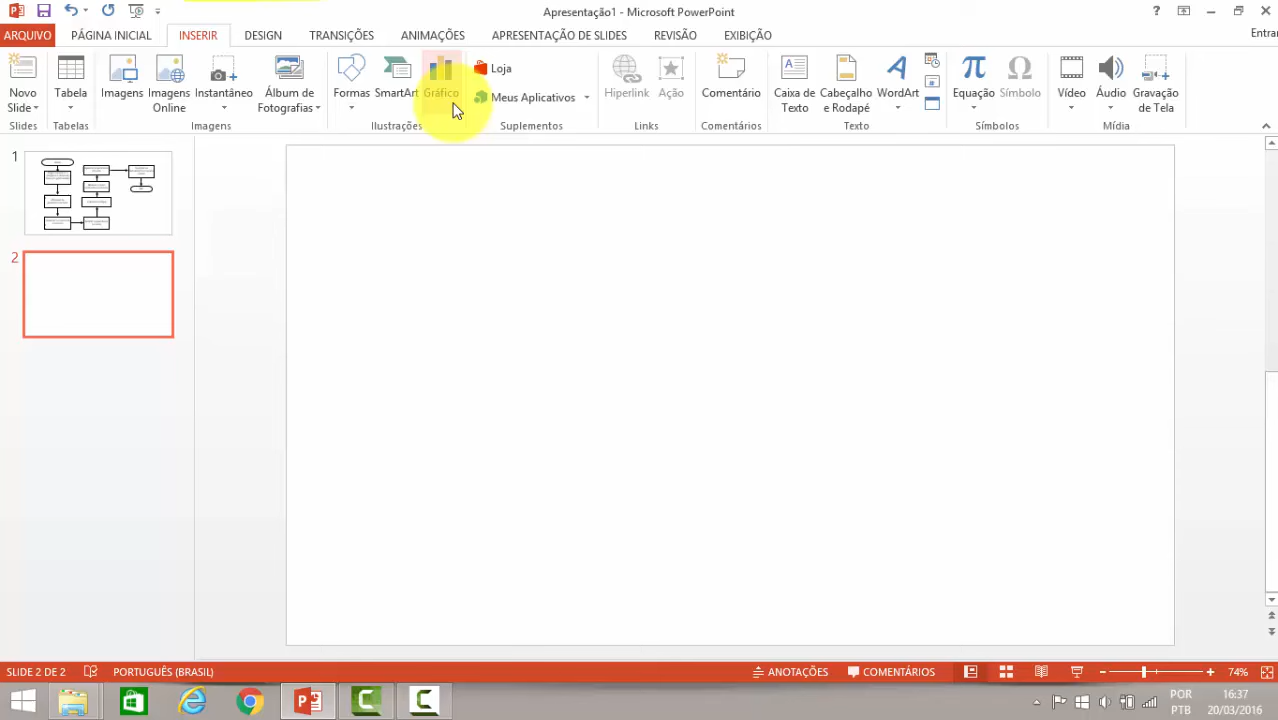 Apresentação1 - Microsoft PowerPoint
?
Entrar
ARQUIVO PÁGINA INICIAL INSERIR DESIGN TRANSIÇÕES ANIMAÇÕES APRESENTAÇÃO DE SLIDES REVISÃO EXIBIÇÃO
Novo Slide
Tabela
Imagens
Imagens Online
Instantâneo
Álbum de Fotografias
Formas
SmartArt
Gráfico
Loja
Meus Aplicativos
Hiperlink
Ação
Comentário
Caixa de Texto
Cabeçalho e Rodapé
WordArt
Equação
Símbolo
Vídeo
Áudio
Gravação de Tela
Slides Tabelas Imagens Ilustrações Suplementos Links Comentários Texto Símbolos Mídia
1
2
SLIDE 2 DE 2 PORTUGUÊS (BRASIL) ANOTAÇÕES COMENTÁRIOS 74%
POR 16:37
PTB 20/03/2016